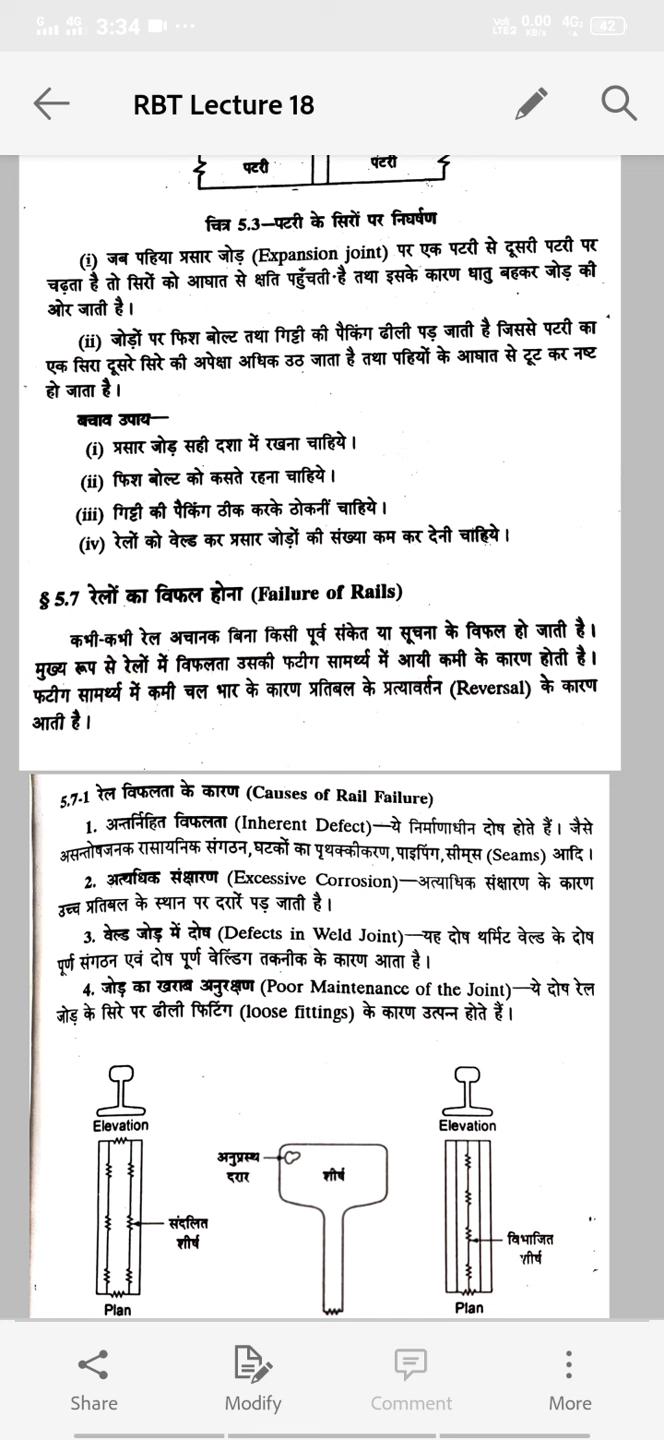 G 4G 3:34 ... VoI) LTE2 0.00 KB/s 4G 42
RBT Lecture 18
पटरी पटरी
चित्र 5.3—पटरी के सिरों पर निघर्षण
(i) जब पहिया प्रसार जोड़ (Expansion joint) पर एक पटरी से दूसरी पटरी पर
चढ़ता है तो सिरों को आघात से क्षति पहुँचती है तथा इसके कारण धातु बहकर जोड़ की
ओर जाती है।
(ii) जोड़ों पर फिश बोल्ट तथा गिट्टी की पैकिंग ढीली पड़ जाती है जिससे पटरी का
एक सिरा दूसरे सिरे की अपेक्षा अधिक उठ जाता है तथा पहियों के आघात से टूट कर नष्ट
हो जाता है।
बचाव उपाय—
(i) प्रसार जोड़ सही दशा में रखना चाहिये।
(ii) फिश बोल्ट को कसते रहना चाहिये।
(iii) गिट्टी की पैकिंग ठीक करके ठोकनीं चाहिये।
(iv) रेलों को वेल्ड कर प्रसार जोड़ों की संख्या कम कर देनी चाहिये।
§ 5.7 रेलों का विफल होना (Failure of Rails)
कभी-कभी रेल अचानक बिना किसी पूर्व संकेत या सूचना के विफल हो जाती है।
मुख्य रूप से रेलों में विफलता उसकी फटीग सामर्थ्य में आयी कमी के कारण होती है।
फटीग सामर्थ्य में कमी चल भार के कारण प्रतिबल के प्रत्यावर्तन (Reversal) के कारण
आती है।
5.7-1 रेल विफलता के कारण (Causes of Rail Failure)
1. अन्तर्निहित विफलता (Inherent Defect)—ये निर्माणाधीन दोष होते हैं। जैसे
असन्तोषजनक रासायनिक संगठन, घटकों का पृथक्कीकरण, पाइपिंग, सीम्स (Seams) आदि।
2. अत्यधिक संक्षारण (Excessive Corrosion)—अत्याधिक संक्षारण के कारण
उच्च प्रतिबल के स्थान पर दरारें पड़ जाती है।
3. वेल्ड जोड़ में दोष (Defects in Weld Joint)—यह दोष थर्मिट वेल्ड के दोष
पूर्ण संगठन एवं दोष पूर्ण वेल्डिंग तकनीक के कारण आता है।
4. जोड़ का खराब अनुरक्षण (Poor Maintenance of the Joint)—ये दोष रेल
जोड़ के सिरे पर ढीली फिटिंग (loose fittings) के कारण उत्पन्न होते हैं।
Elevation Elevation
अनुप्रस्थ
दरार
शीर्ष
संदलित
शीर्ष
विभाजित
शीर्ष
Plan Plan
Share Modify Comment More